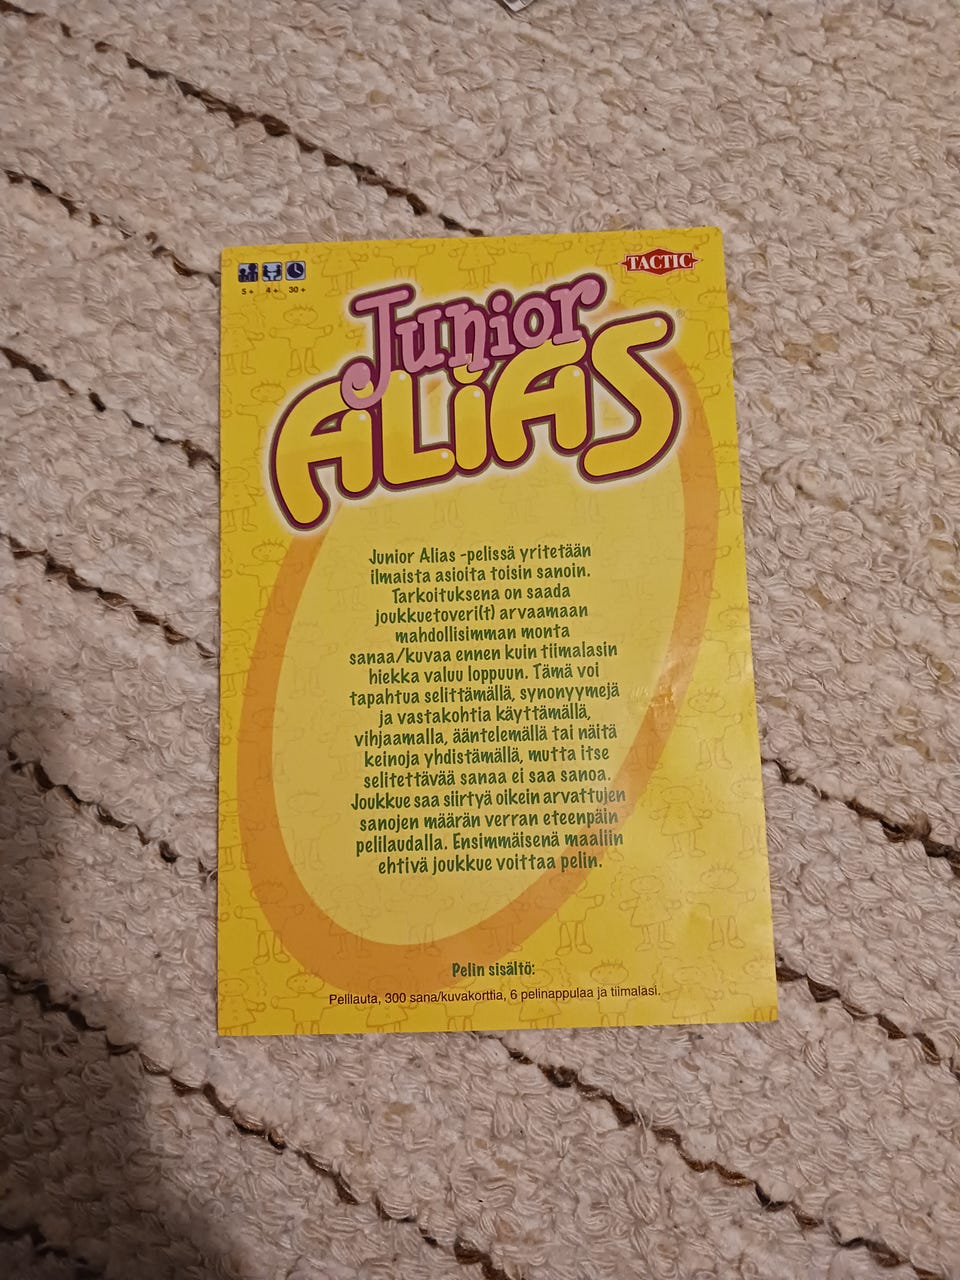 TACTIC
5+ 4+ 30+
Junior
ALiAS®
Junior Alias -pelissä yritetään
ilmaista asioita toisin sanoin.
Tarkoituksena on saada
joukkuetoveri(t) arvaamaan
mahdollisimman monta
sanaa/kuvaa ennen kuin tiimalasin
hiekka valuu loppuun. Tämä voi
tapahtua selittämällä, synonyymejä
ja vastakohtia käyttämällä,
vihjaamalla, ääntelemällä tai näitä
keinoja yhdistämällä, mutta itse
selitettävää sanaa ei saa sanoa.
Joukkue saa siirtyä oikein arvattujen
sanojen määrän verran eteenpäin
pelilaudalla. Ensimmäisenä maaliin
ehtivä joukkue voittaa pelin.
Pelin sisältö:
Pelilauta, 300 sana/kuvakorttia, 6 pelinappulaa ja tiimalasi.